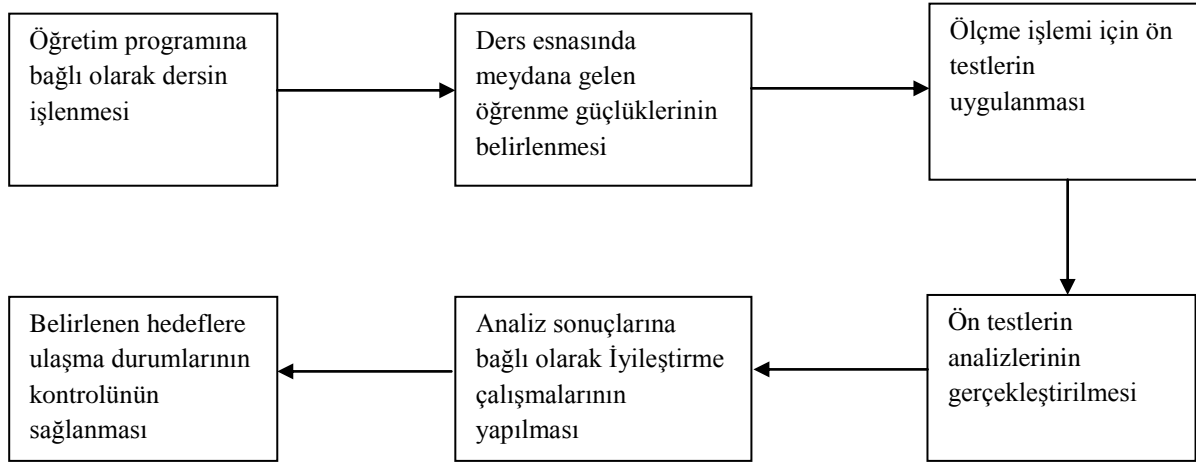 Öğretim programına
bağlı olarak dersin
işlenmesi
Ders esnasında
meydana gelen
öğrenme güçlüklerinin
belirlenmesi
Ölçme işlemi için ön
testlerin
uygulanması
Ön testlerin
analizlerinin
gerçekleştirilmesi
Analiz sonuçlarına
bağlı olarak İyileştirme
çalışmalarının
yapılması
Belirlenen hedeflere
ulaşma durumlarının
kontrolünün
sağlanması